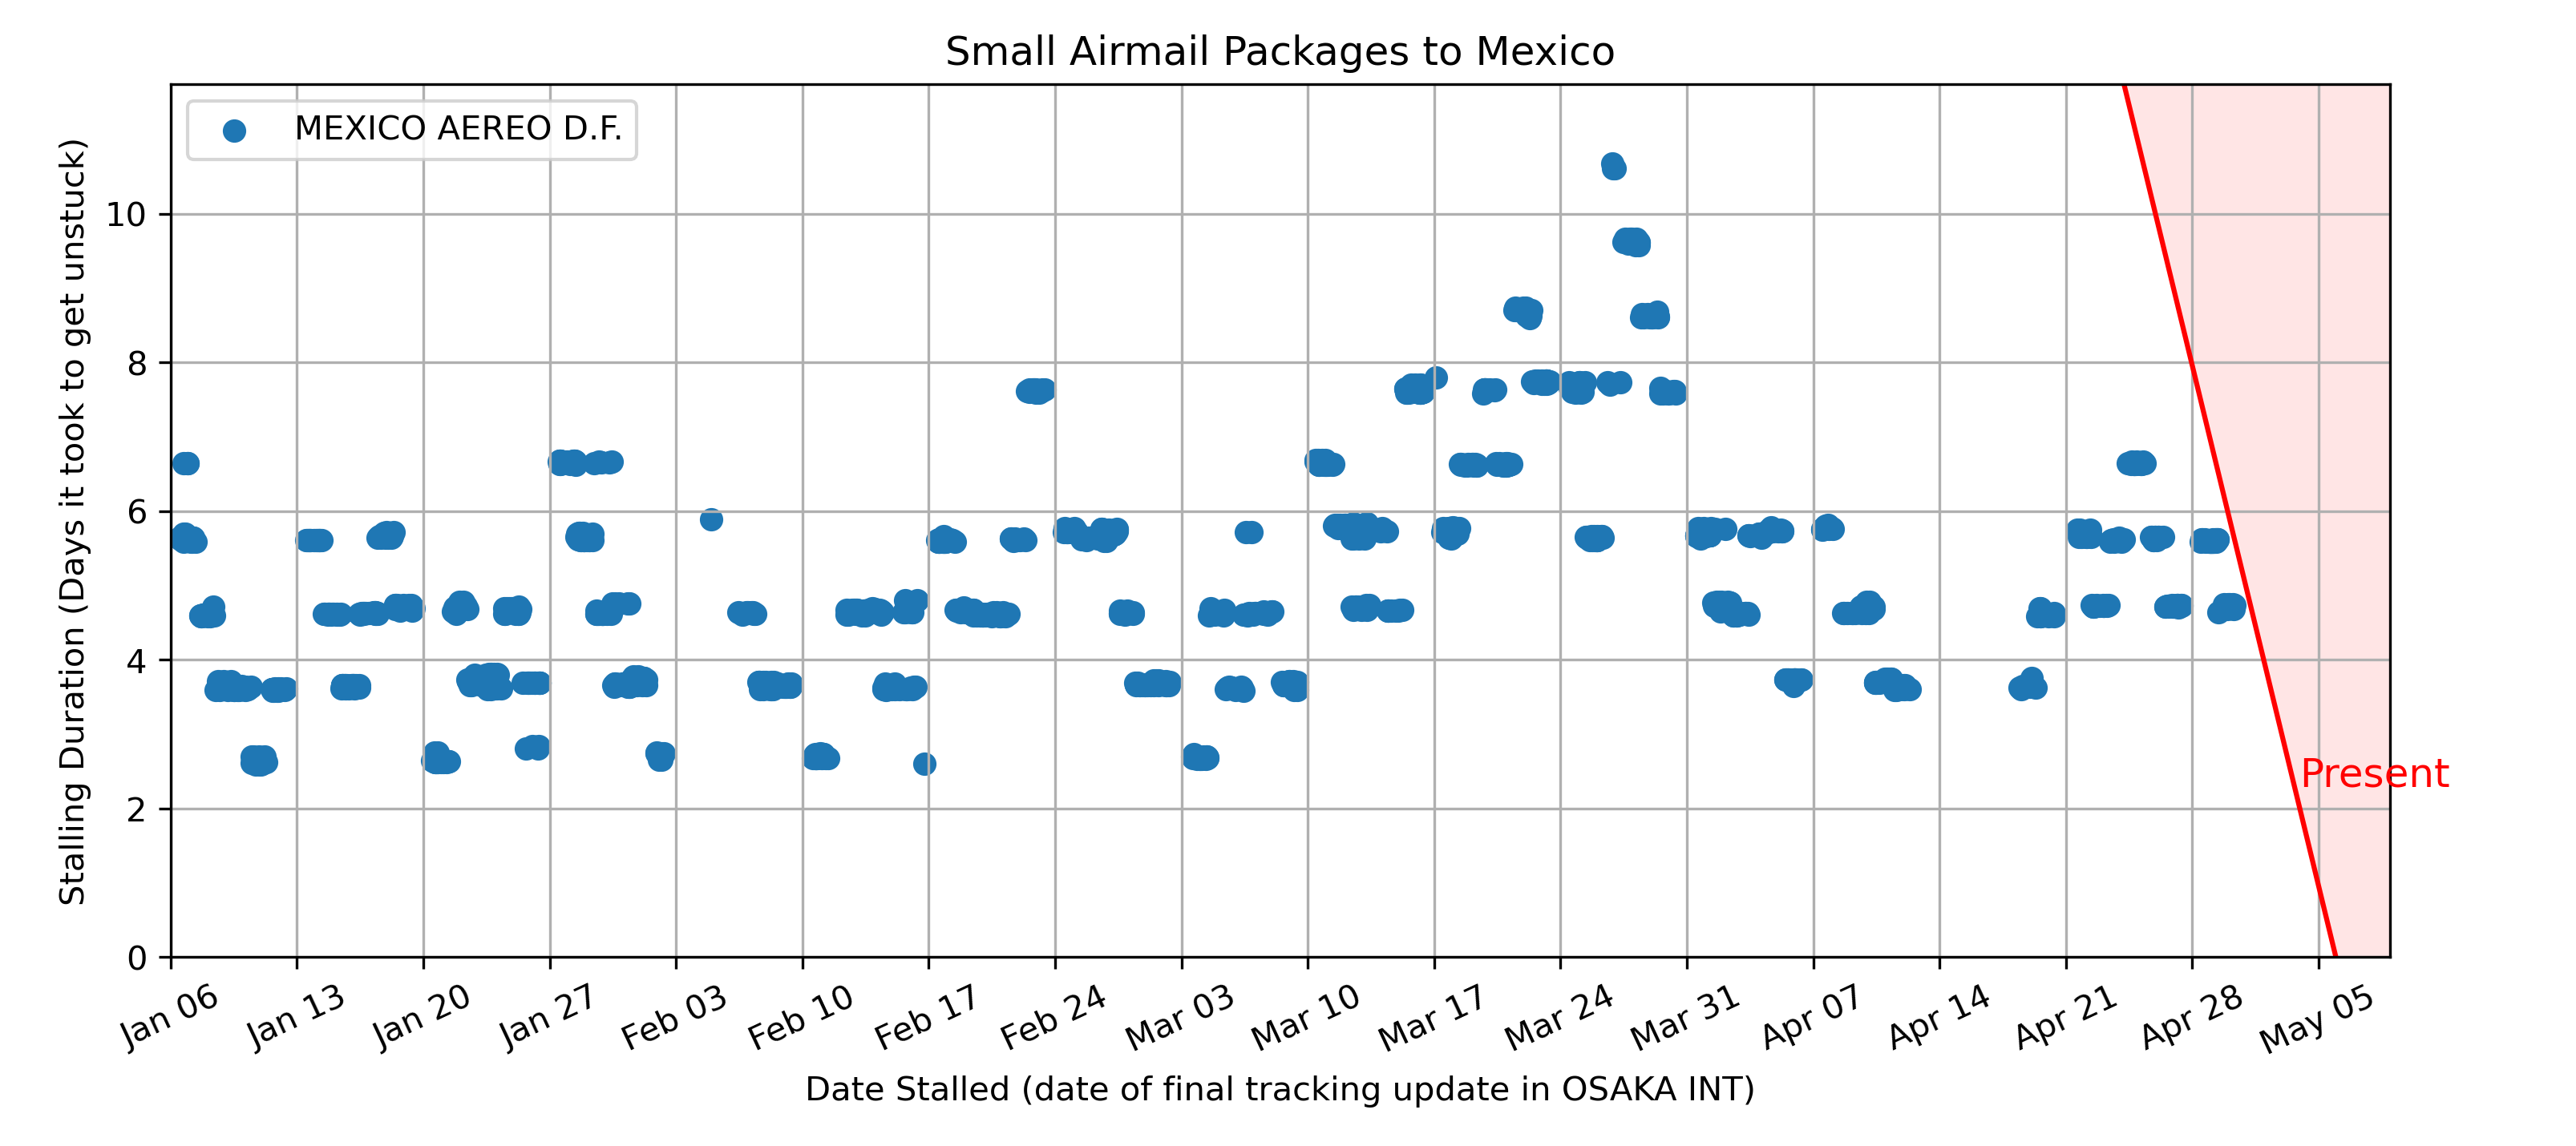 Small Airmail Packages to Mexico
MEXICO AEREO D.F.
Stalling Duration (Days it took to get unstuck)
10
8
6
4
2
0
Present
Jan 06
Jan 13
Jan 20
Jan 27
Feb 03
Feb 10
Feb 17
Feb 24
Mar 03
Mar 10
Mar 17
Mar 24
Mar 31
Apr 07
Apr 14
Apr 21
Apr 28
May 05
Date Stalled (date of final tracking update in OSAKA INT)